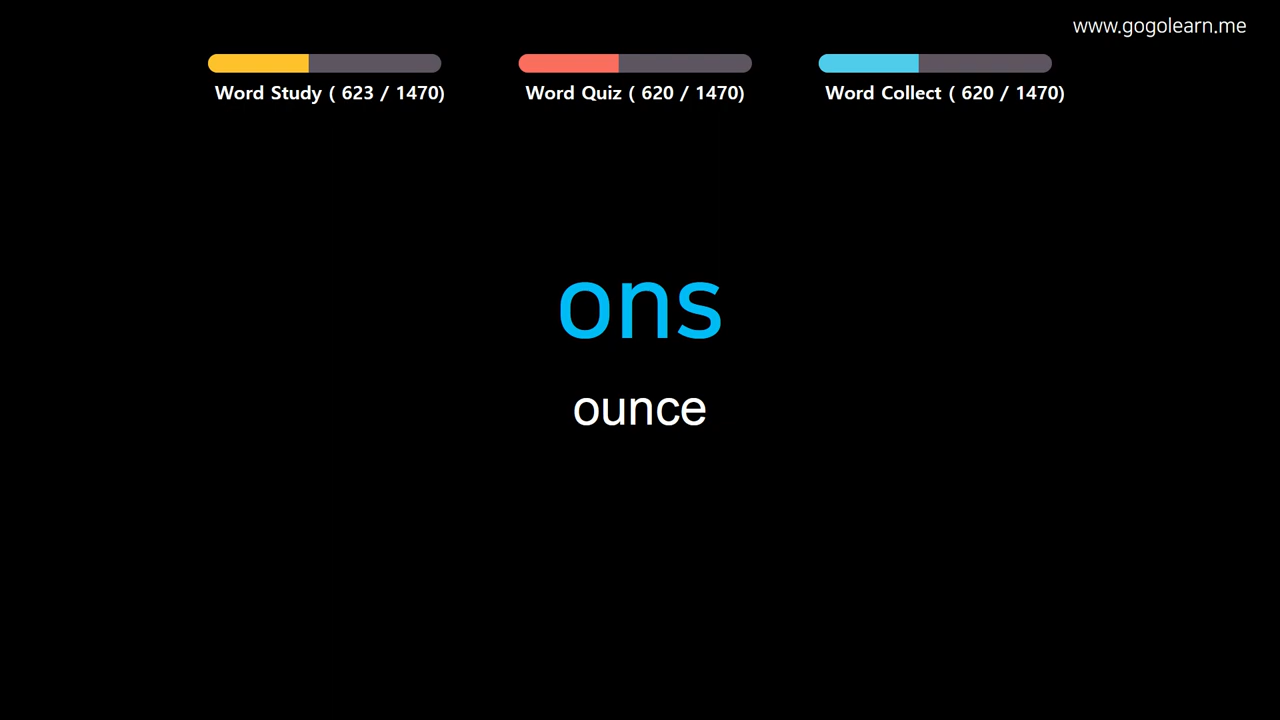 www.gogolearn.me
Word Study ( 623 / 1470)
Word Quiz ( 620 / 1470)
Word Collect ( 620 / 1470)
ons
ounce